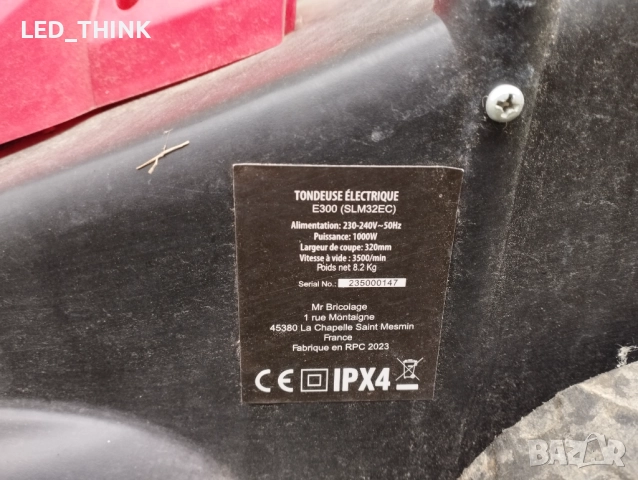 LED_THINK
TONDEUSE ÉLECTRIQUE
E300 (SLM32EC)
Alimentation: 230-240V~50Hz
Puissance: 1000W
Largeur de coupe: 320mm
Vitesse à vide : 3500/min
Poids net 8.2 Kg
Serial No.: 235000147
Mr Bricolage
1 rue Montaigne
45380 La Chapelle Saint Mesmin
France
Fabrique en RPC 2023
CE IPX4
BAZAR